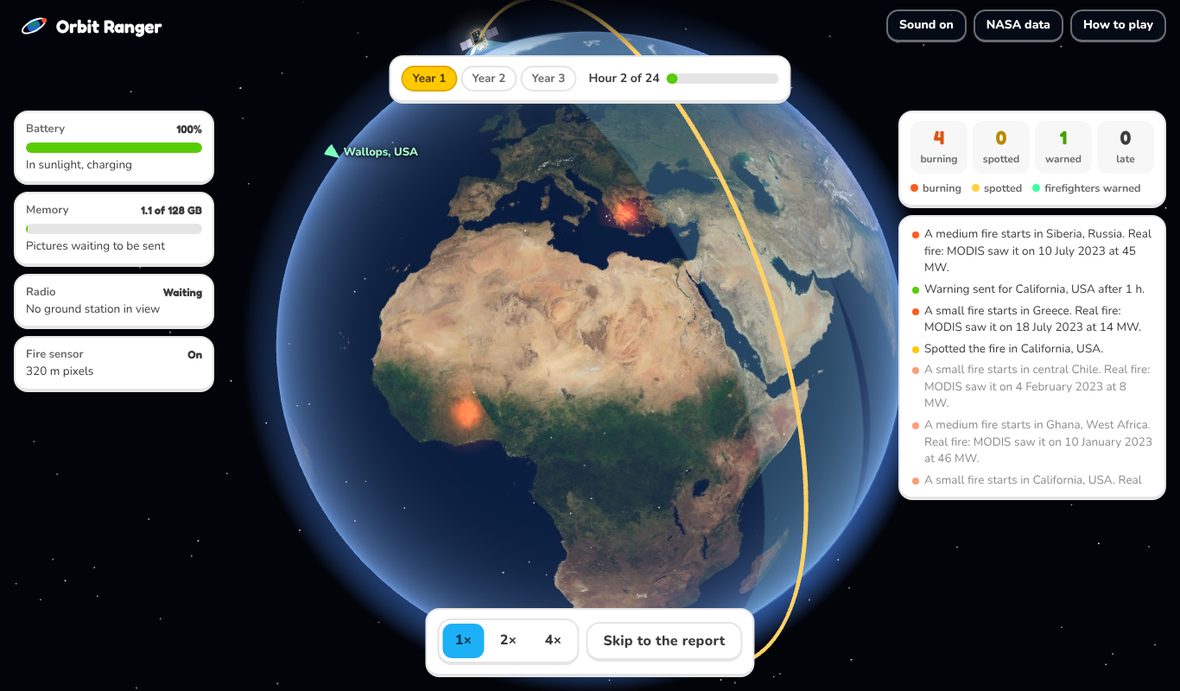 Orbit Ranger
Sound on
NASA data
How to play
Year 1
Year 2
Year 3
Hour 2 of 24
Battery
100%
In sunlight, charging
Memory
1.1 of 128 GB
Pictures waiting to be sent
Radio
Waiting
No ground station in view
Fire sensor
On
320 m pixels
Wallops, USA
4
burning
0
spotted
1
warned
0
late
burning
spotted
firefighters warned
A medium fire starts in Siberia, Russia. Real
fire: MODIS saw it on 10 July 2023 at 45
MW.
Warning sent for California, USA after 1 h.
A small fire starts in Greece. Real fire:
MODIS saw it on 18 July 2023 at 14 MW.
Spotted the fire in California, USA.
A small fire starts in central Chile. Real fire:
MODIS saw it on 4 February 2023 at 8
MW.
A medium fire starts in Ghana, West Africa.
Real fire: MODIS saw it on 10 January 2023
at 46 MW.
A small fire starts in California, USA. Real
1×
2×
4×
Skip to the report